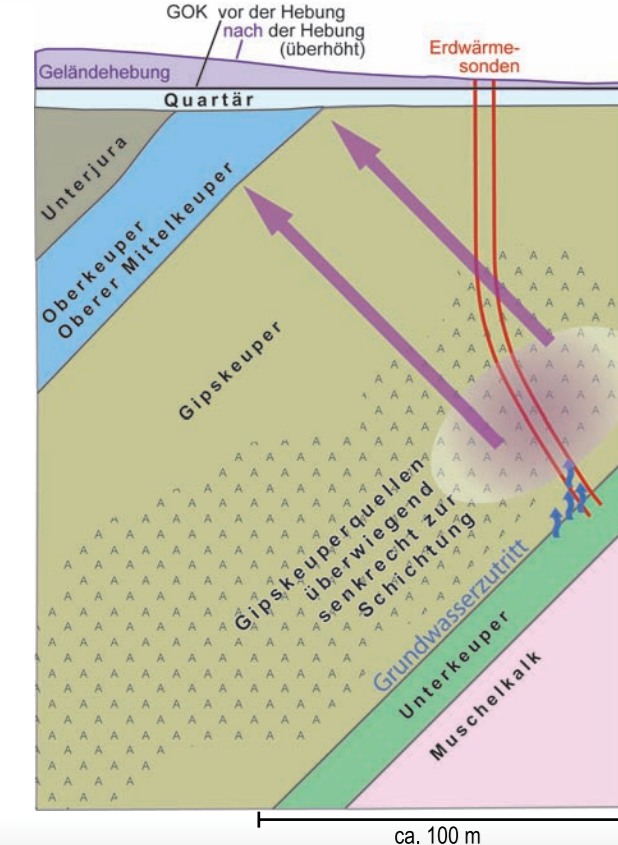 GOK vor der Hebung
nach der Hebung
(überhöht)
Erdwärme-
sonden
Geländehebung
Quartär
Unterjura
Oberkeuper
Oberer Mittelkeuper
Gipskeuper
Gipskeuperquellen
überwiegend
senkrecht zur
Schichtung
Grundwasserzutritt
Unterkeuper
Muschelkalk
ca. 100 m